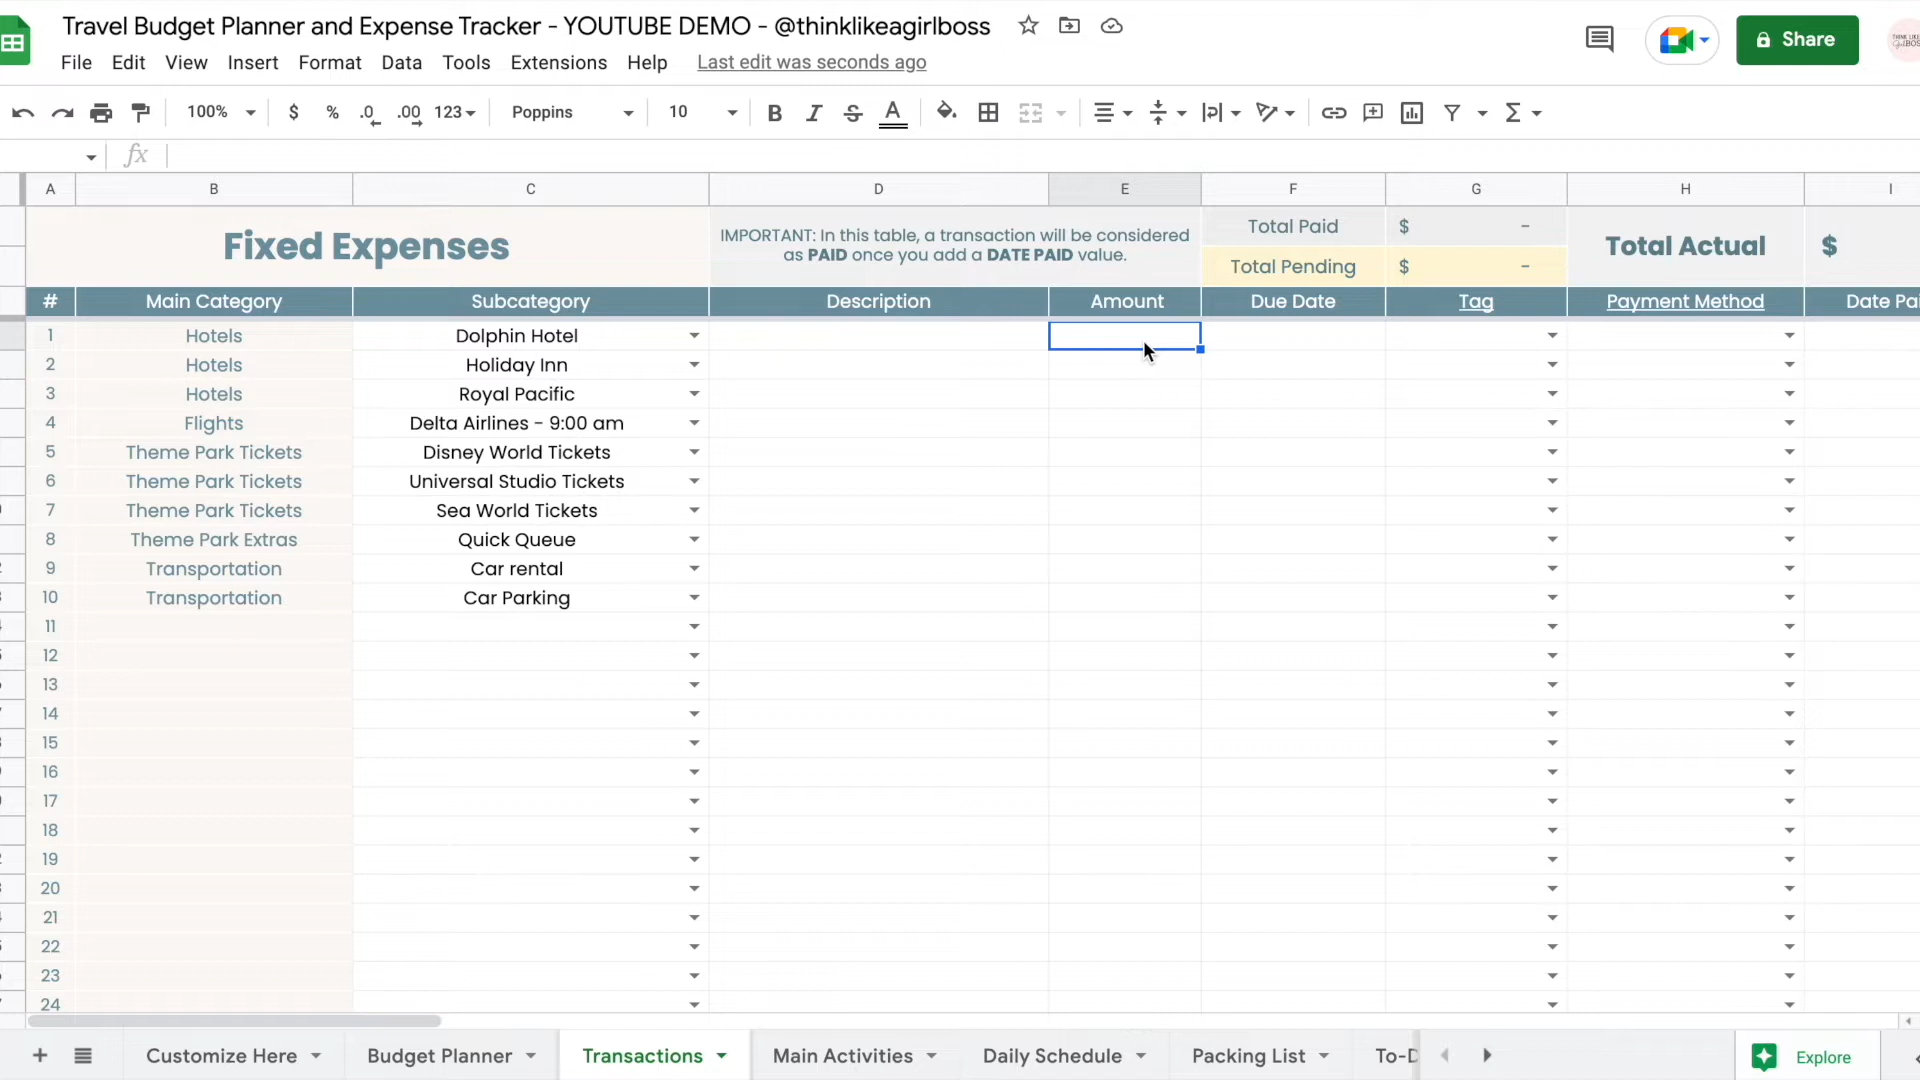 Travel Budget Planner and Expense Tracker - YOUTUBE DEMO - @thinklikeagirlboss
Share
File Edit View Insert Format Data Tools Extensions Help Last edit was seconds ago
100% $ % .0 .00 123 Poppins 10 B I S A Σ
fx
A B C D E F G H I
Fixed Expenses
IMPORTANT: In this table, a transaction will be considered
as PAID once you add a DATE PAID value.
Total Paid $ -
Total Pending $ -
Total Actual $
# Main Category Subcategory Description Amount Due Date Tag Payment Method Date Pai
1 Hotels Dolphin Hotel
2 Hotels Holiday Inn
3 Hotels Royal Pacific
4 Flights Delta Airlines - 9:00 am
5 Theme Park Tickets Disney World Tickets
6 Theme Park Tickets Universal Studio Tickets
7 Theme Park Tickets Sea World Tickets
8 Theme Park Extras Quick Queue
9 Transportation Car rental
10 Transportation Car Parking
11
12
13
14
15
16
17
18
19
20
21
22
23
24
+ Customize Here Budget Planner Transactions Main Activities Daily Schedule Packing List To-D Explore